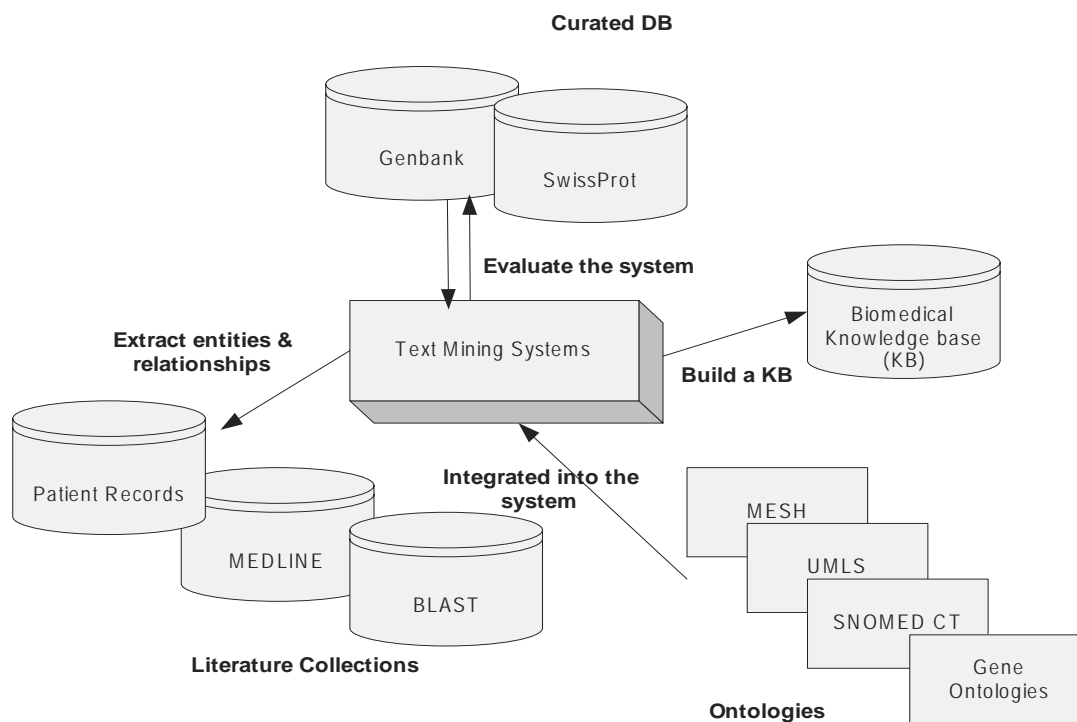 Curated DB
Genbank
SwissProt
Evaluate the system
Extract entities &
relationships
Text Mining Systems
Biomedical
Knowledge base
(KB)
Build a KB
Patient Records
MEDLINE
BLAST
Literature Collections
Integrated into the
system
MESH
UMLS
SNOMED CT
Gene
Ontologies
Ontologies